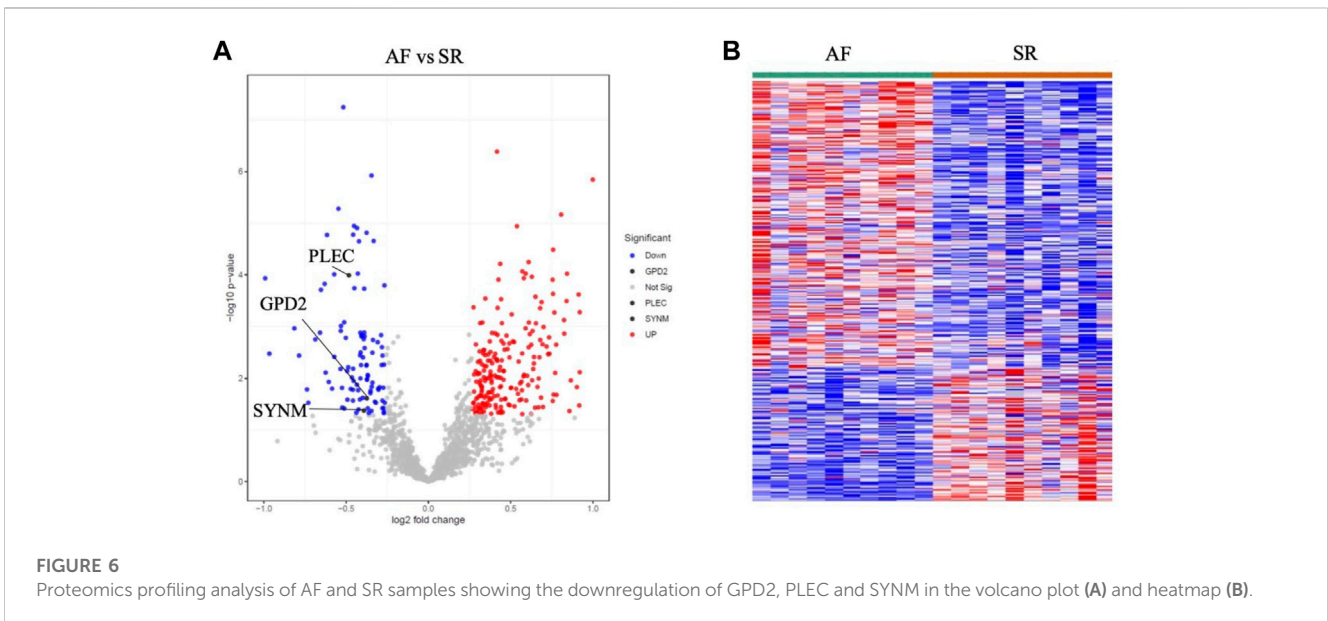 A
AF vs SR
6
4
2
0
−log10 p-value
−1.0
−0.5
0.0
0.5
1.0
log2 fold change
PLEC
GPD2
SYNM
Significant
Down
GPD2
Not Sig
PLEC
SYNM
UP
B
AF
SR
FIGURE 6
Proteomics profiling analysis of AF and SR samples showing the downregulation of GPD2, PLEC and SYNM in the volcano plot (A) and heatmap (B).